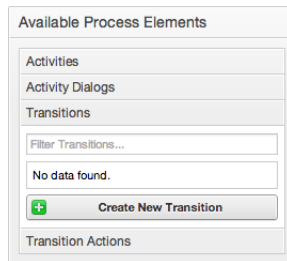 Available Process Elements
Activities
Activity Dialogs
Transitions
Filter Transitions...
No data found.
Create New Transition
Transition Actions